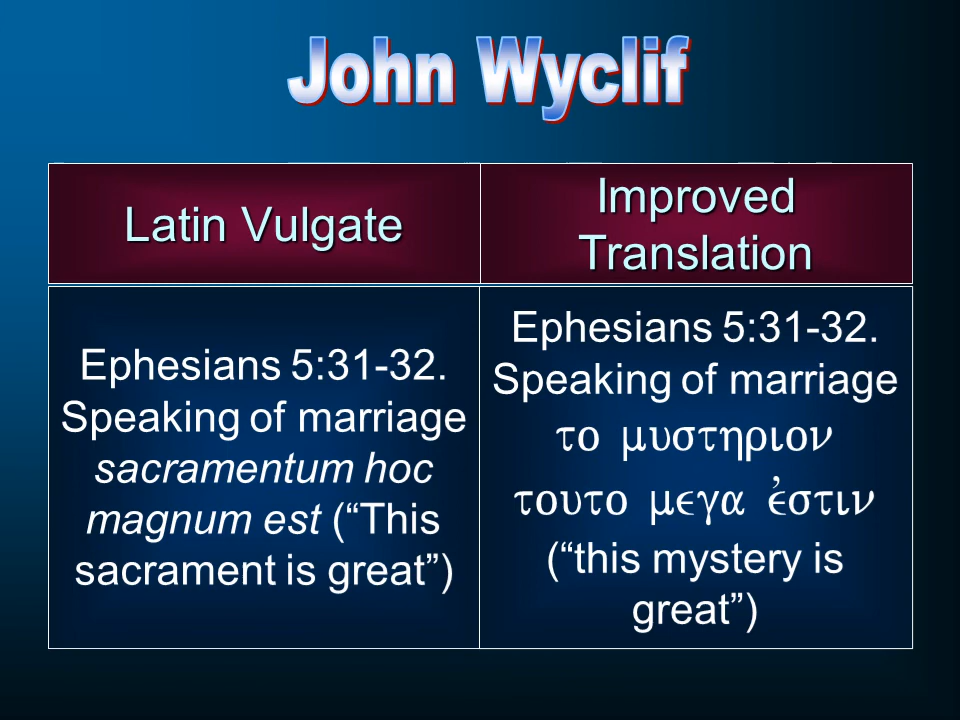 John Wyclif
Latin Vulgate
Improved
Translation
Ephesians 5:31-32.
Speaking of marriage
sacramentum hoc
magnum est (“This
sacrament is great”)
Ephesians 5:31-32.
Speaking of marriage
το μυστηριον
τουτο μεγα ἐστιν
(“this mystery is
great”)